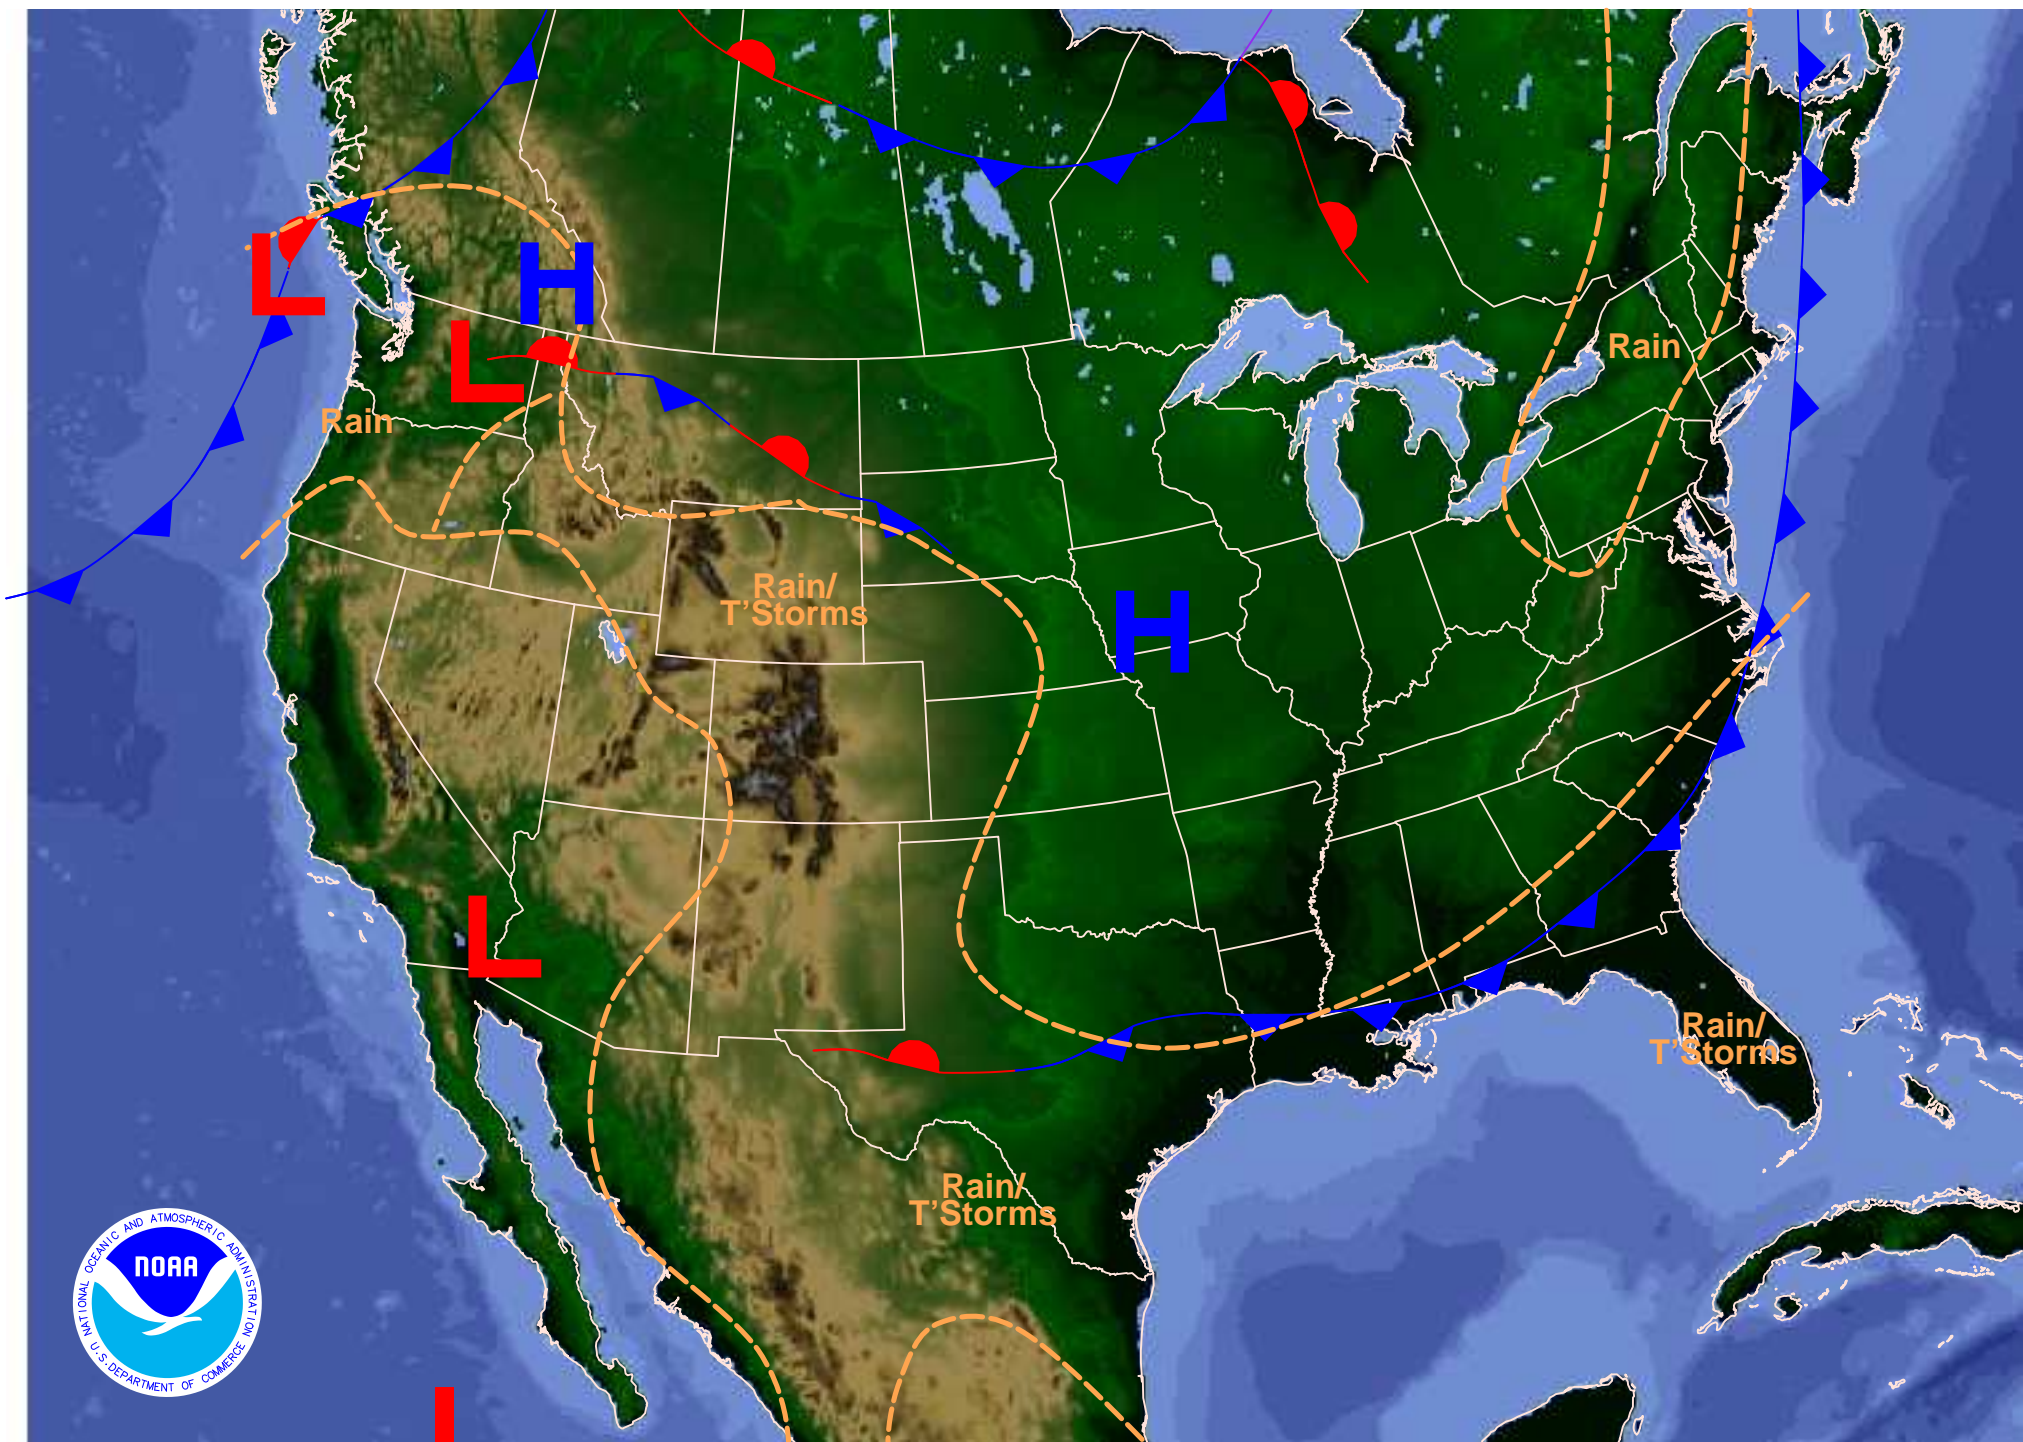 L
H
L
Rain
Rain
Rain/
T'Storms
H
L
Rain/
T'Storms
Rain/
T'Storms
NATIONAL OCEANIC AND ATMOSPHERIC ADMINISTRATION
NOAA
U.S. DEPARTMENT OF COMMERCE